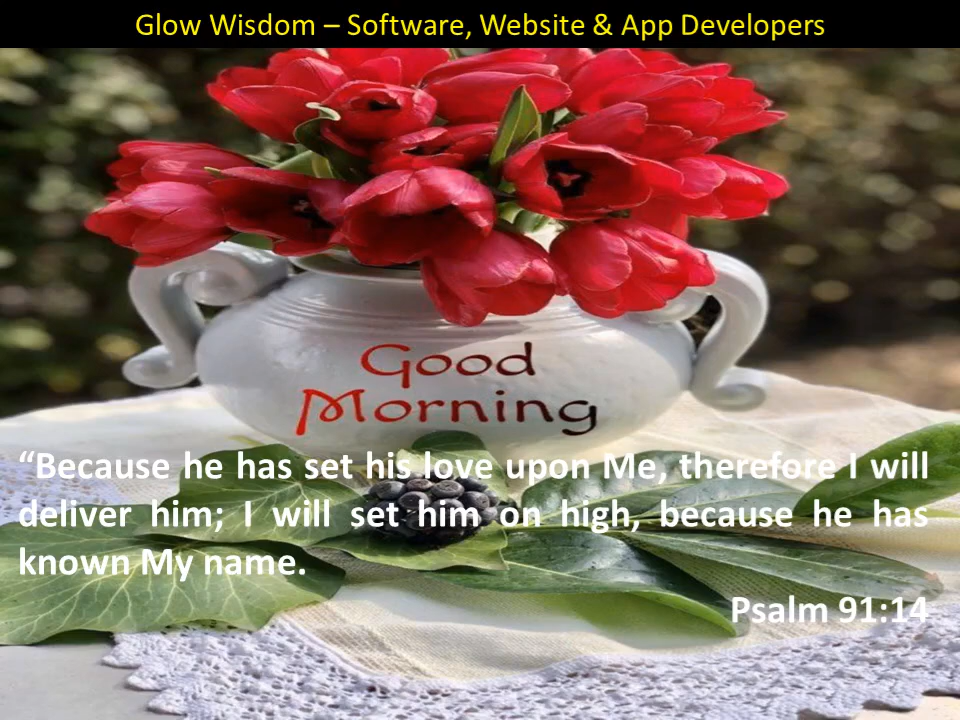 Glow Wisdom – Software, Website & App Developers
Good
Morning
“Because he has set his love upon Me, therefore I will
deliver him; I will set him on high, because he has
known My name.
Psalm 91:14